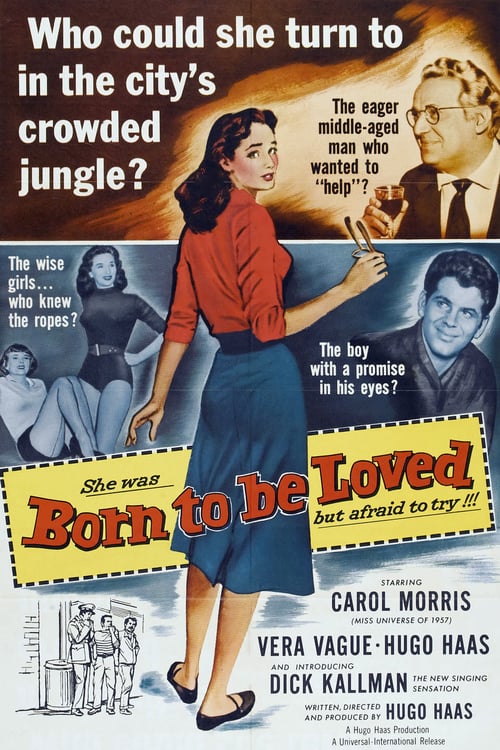 Who could she turn to
in the city's
crowded
jungle?
The eager
middle-aged
man who
wanted to
"help"?
The wise
girls...
who knew
the ropes?
The boy
with a promise
in his eyes?
She was
Born to be Loved
but afraid to try!!!
STARRING
CAROL MORRIS
(MISS UNIVERSE OF 1957)
VERA VAGUE • HUGO HAAS
AND INTRODUCING
DICK KALLMAN THE NEW SINGING SENSATION
WRITTEN, DIRECTED
AND PRODUCED BY HUGO HAAS
A Hugo Haas Production
A Universal-International Release